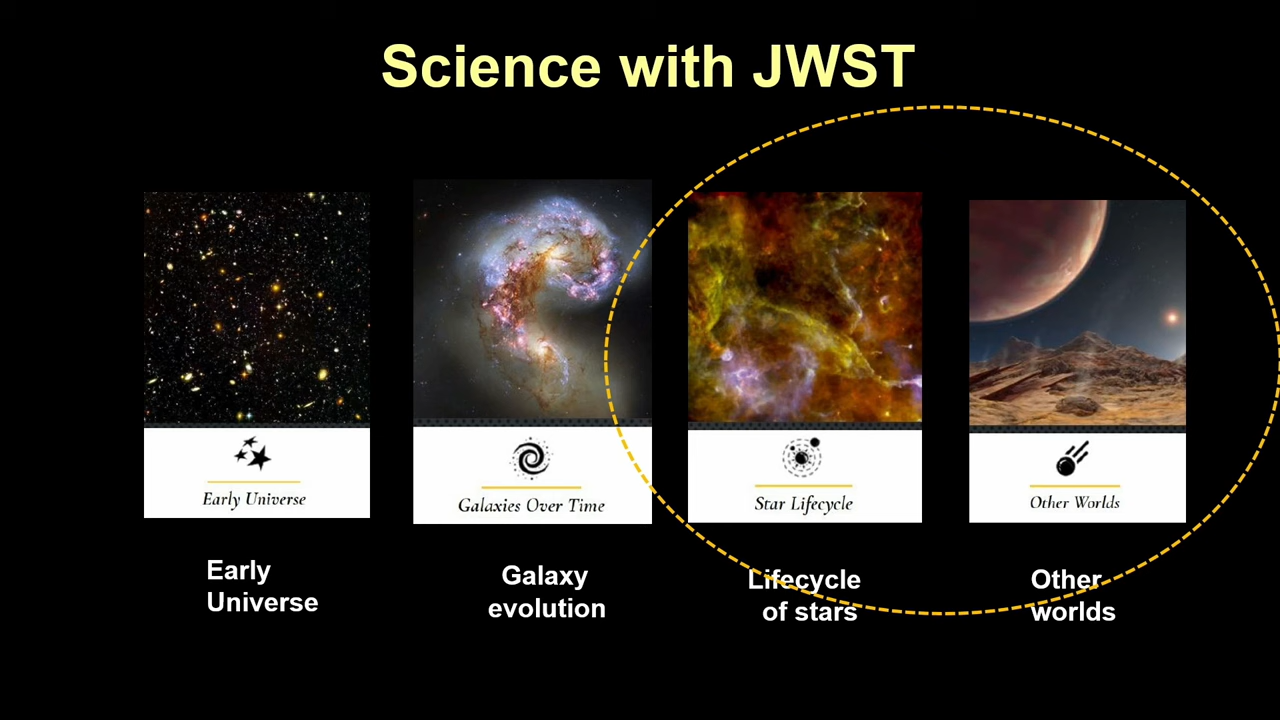 Science with JWST
Early Universe
Galaxies Over Time
Star Lifecycle
Other Worlds
Early
Universe
Galaxy
evolution
Lifecycle
of stars
Other
worlds